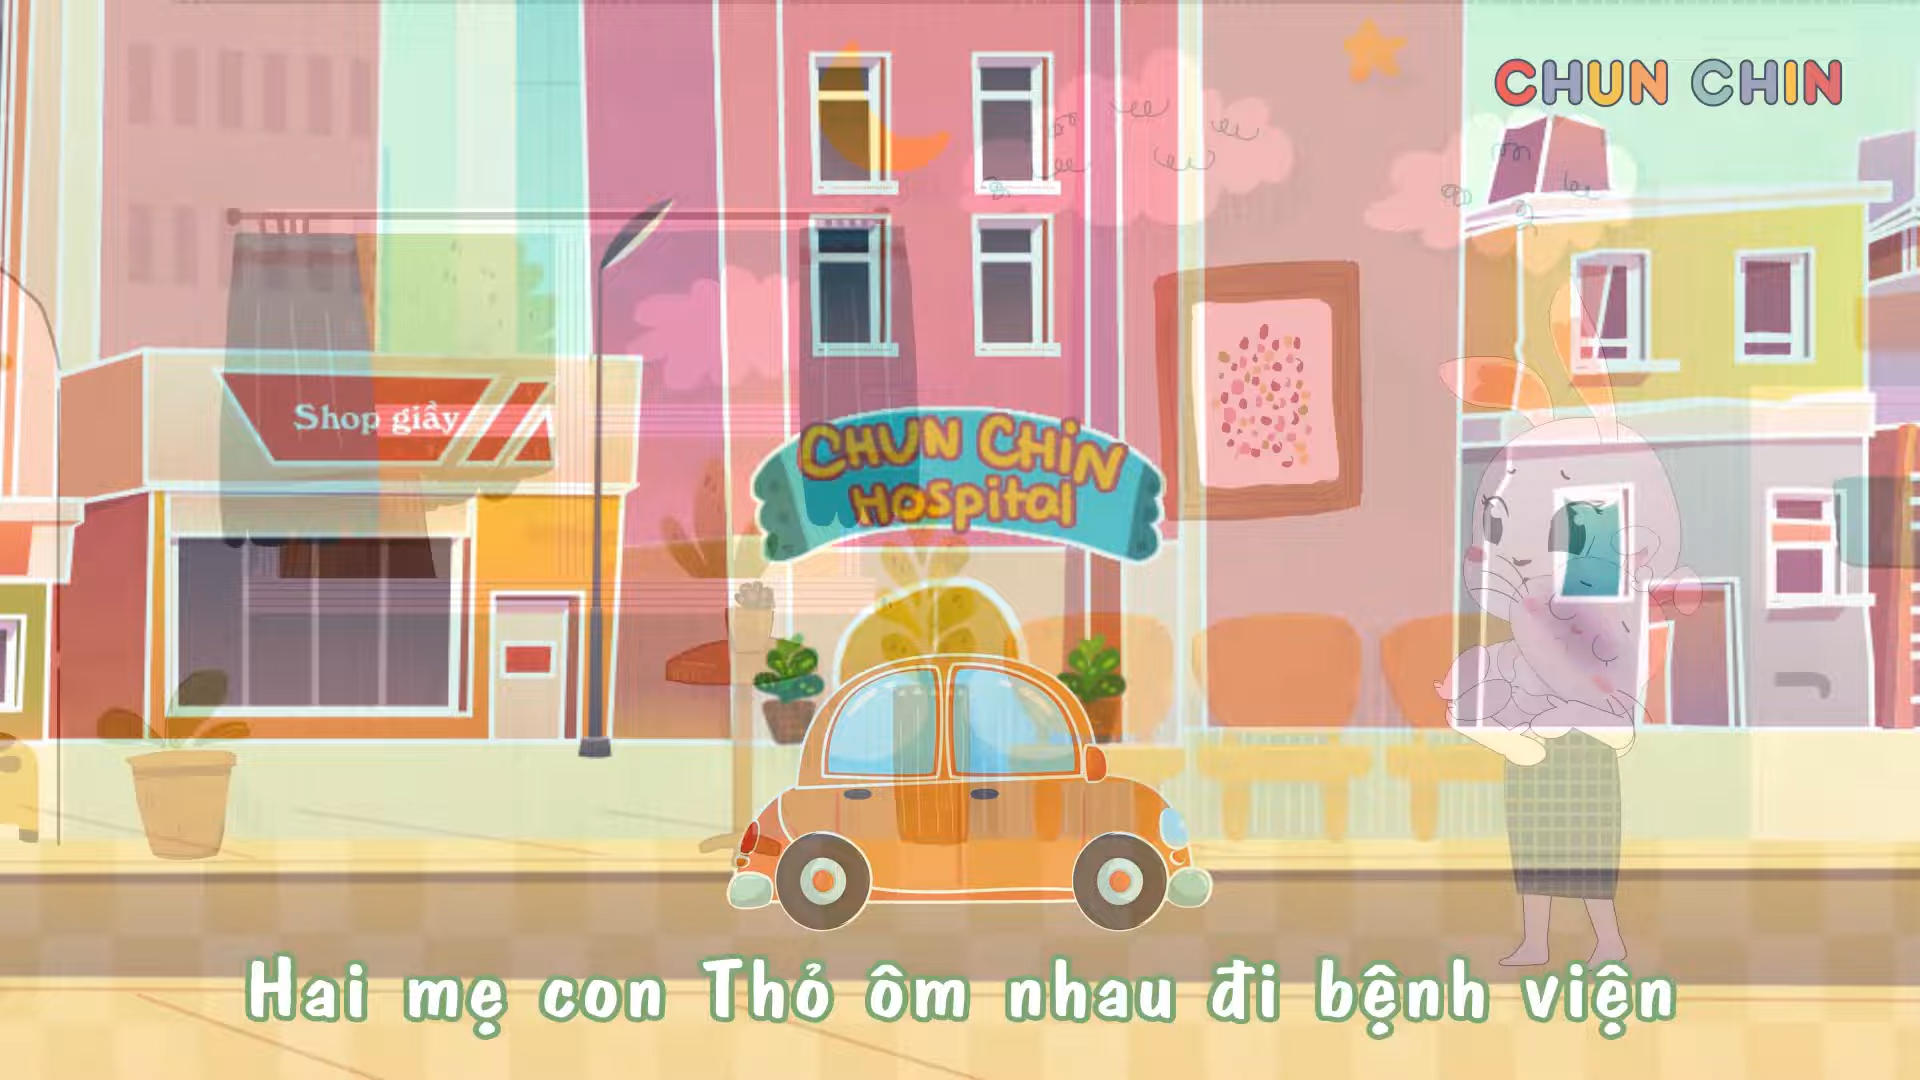 CHUN CHIN
Shop giầy
CHUN CHiN
Hospital
Hai mẹ con Thỏ ôm nhau đi bệnh viện